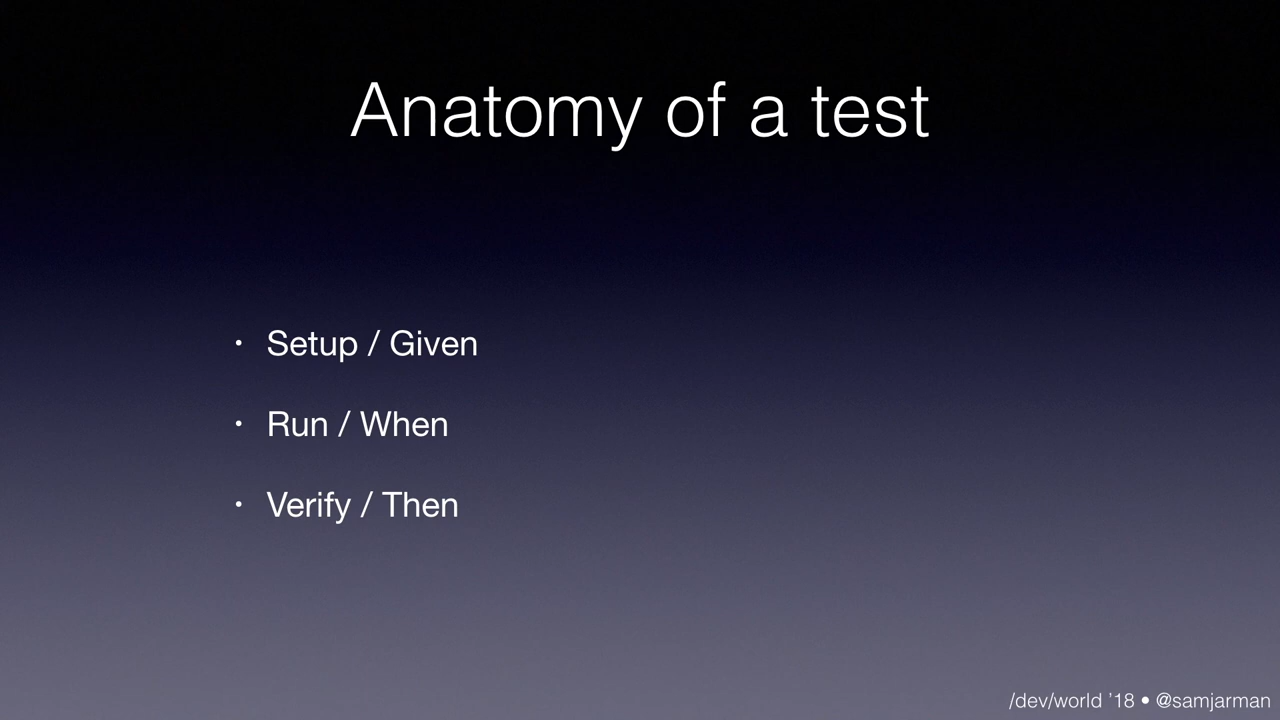 Anatomy of a test
• Setup / Given
• Run / When
• Verify / Then
/dev/world ’18 • @samjarman